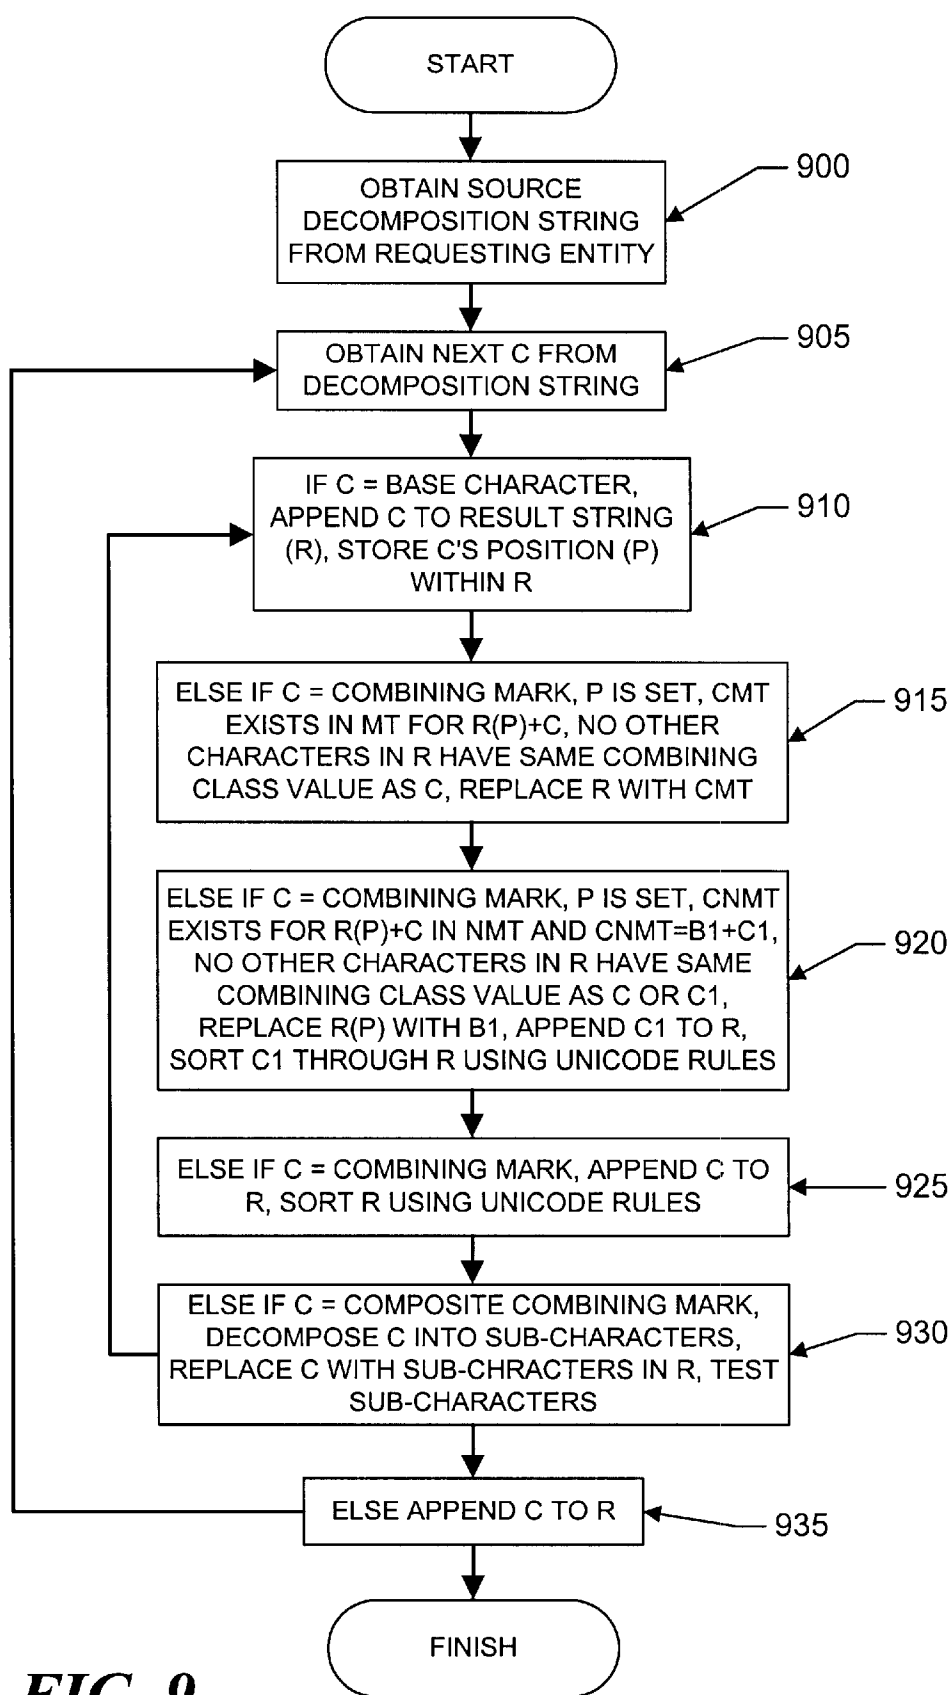 START
900
OBTAIN SOURCE
DECOMPOSITION STRING
FROM REQUESTING ENTITY
905
OBTAIN NEXT C FROM
DECOMPOSITION STRING
910
IF C = BASE CHARACTER,
APPEND C TO RESULT STRING
(R), STORE C'S POSITION (P)
WITHIN R
915
ELSE IF C = COMBINING MARK, P IS SET, CMT
EXISTS IN MT FOR R(P)+C, NO OTHER
CHARACTERS IN R HAVE SAME COMBINING
CLASS VALUE AS C, REPLACE R WITH CMT
920
ELSE IF C = COMBINING MARK, P IS SET, CNMT
EXISTS FOR R(P)+C IN NMT AND CNMT=B1+C1,
NO OTHER CHARACTERS IN R HAVE SAME
COMBINING CLASS VALUE AS C OR C1,
REPLACE R(P) WITH B1, APPEND C1 TO R,
SORT C1 THROUGH R USING UNICODE RULES
925
ELSE IF C = COMBINING MARK, APPEND C TO
R, SORT R USING UNICODE RULES
930
ELSE IF C = COMPOSITE COMBINING MARK,
DECOMPOSE C INTO SUB-CHARACTERS,
REPLACE C WITH SUB-CHRACTERS IN R, TEST
SUB-CHARACTERS
ELSE APPEND C TO R
935
FINISH
FIG. 9